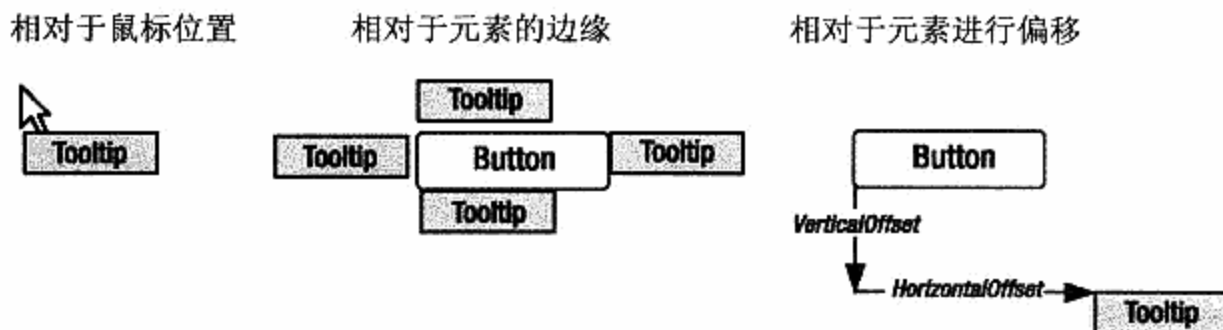 相对于鼠标位置
相对于元素的边缘
相对于元素进行偏移
Tooltip
Tooltip
Tooltip
Button
Tooltip
Tooltip
Button
VerticalOffset
HorizontalOffset
Tooltip